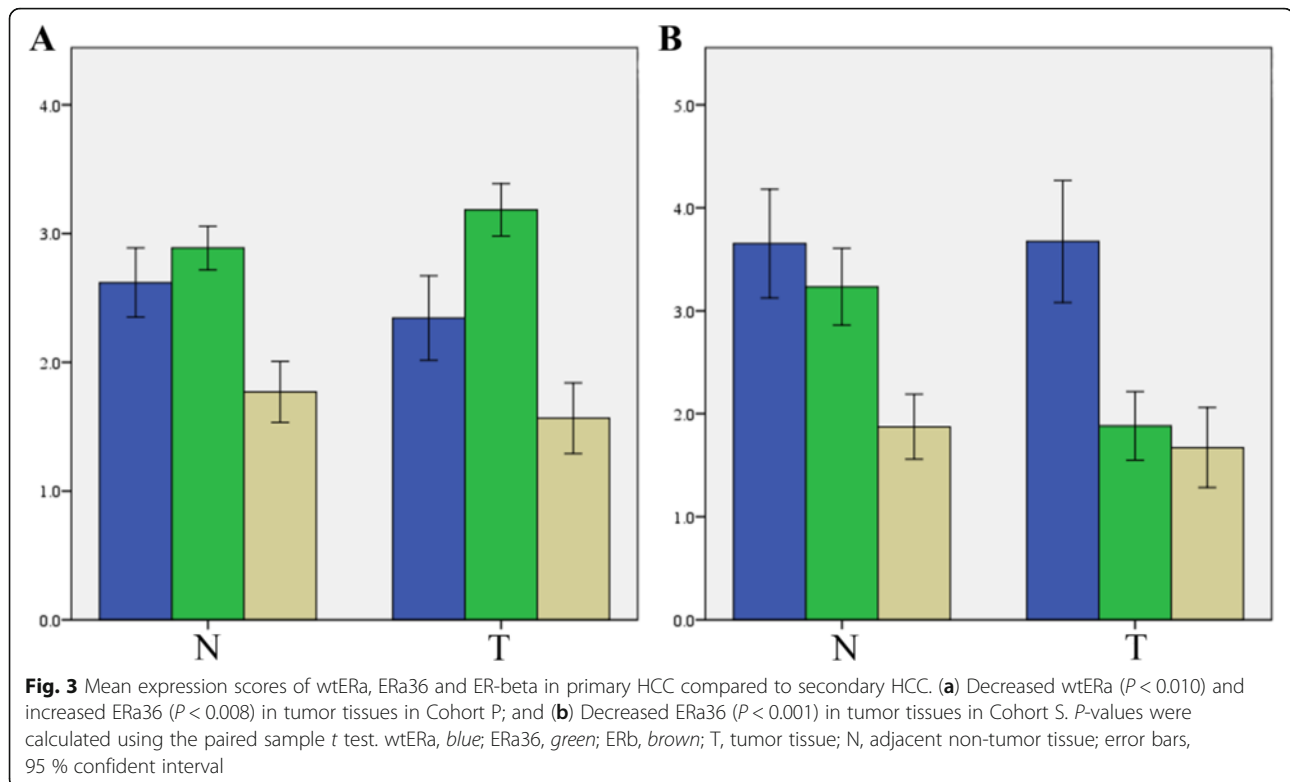 A
4.0
3.0
2.0
1.0
0.0
N T
B
5.0
4.0
3.0
2.0
1.0
0.0
N T
Fig. 3 Mean expression scores of wtERa, ERa36 and ER-beta in primary HCC compared to secondary HCC. (a) Decreased wtERa (P < 0.010) and
increased ERa36 (P < 0.008) in tumor tissues in Cohort P; and (b) Decreased ERa36 (P < 0.001) in tumor tissues in Cohort S. P-values were
calculated using the paired sample t test. wtERa, blue; ERa36, green; ERb, brown; T, tumor tissue; N, adjacent non-tumor tissue; error bars,
95 % confident interval